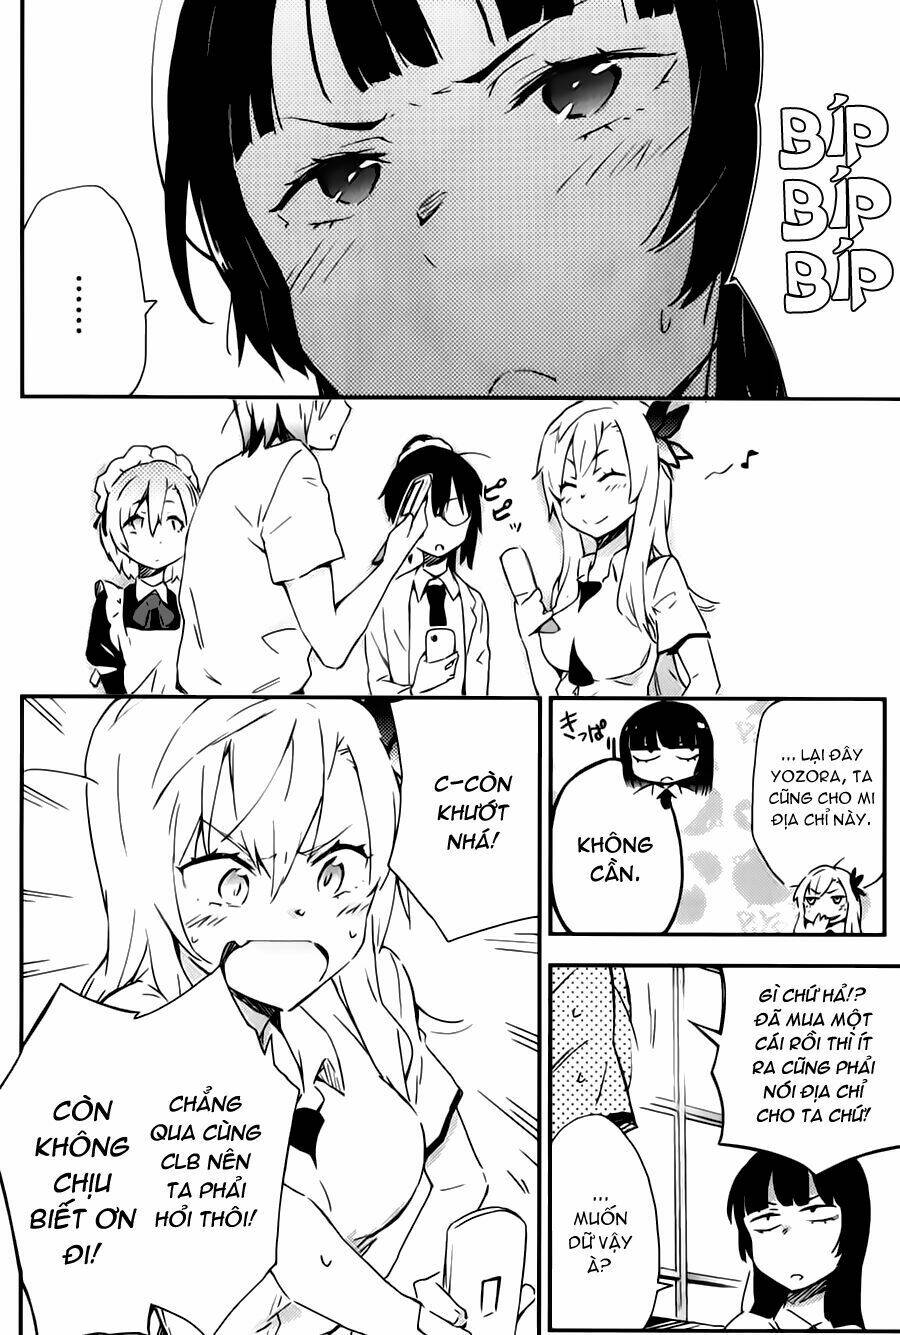 BÍP
BÍP
BÍP
......
ピピピッ
... LẠI ĐÂY
YOZORA, TA
CŨNG CHO MI
ĐỊA CHỈ NÀY.
きっぱり
KHÔNG
CẦN.
GÌ CHỨ HẢ!?
ĐÃ MUA MỘT
CÁI RỒI THÌ ÍT
RA CŨNG PHẢI
NÓI ĐỊA CHỈ
CHO TA CHỨ!
...
MUỐN
DỮ VẬY
À?
C-CÒN
KHƯỚT
NHÁ!
CHẲNG
QUA CÙNG
CLB NÊN
TA PHẢI
HỎI THÔI!
CÒN
KHÔNG
CHỊU
BIẾT ƠN
ĐI!